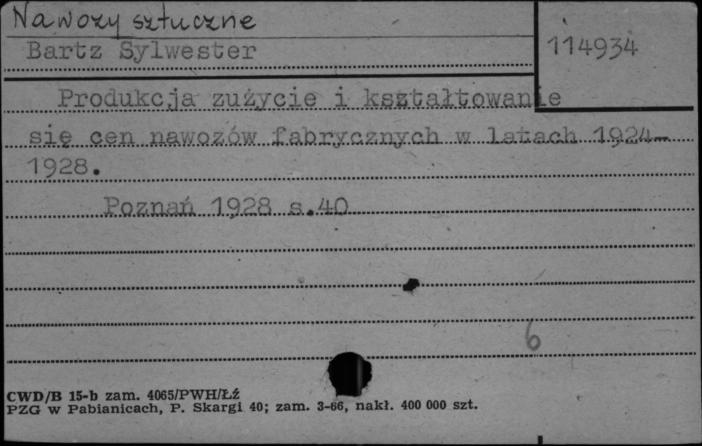 Nawozy sztuczne
Bartz Sylwester
114934
Produkcja zużycie i kształtowanie
się cen nawozów fabrycznych w latach 1924-
1928.
Poznań 1928 s.40
6
CWD/B 15-b zam. 4065/PWH/ŁŹ
PZG w Pabianicach, P. Skargi 40; zam. 3-66, nakł. 400 000 szt.